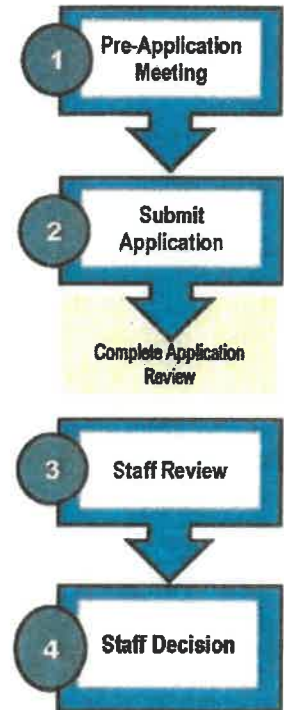 1
Pre-Application
Meeting
2
Submit
Application
Complete Application
Review
3
Staff Review
4
Staff Decision